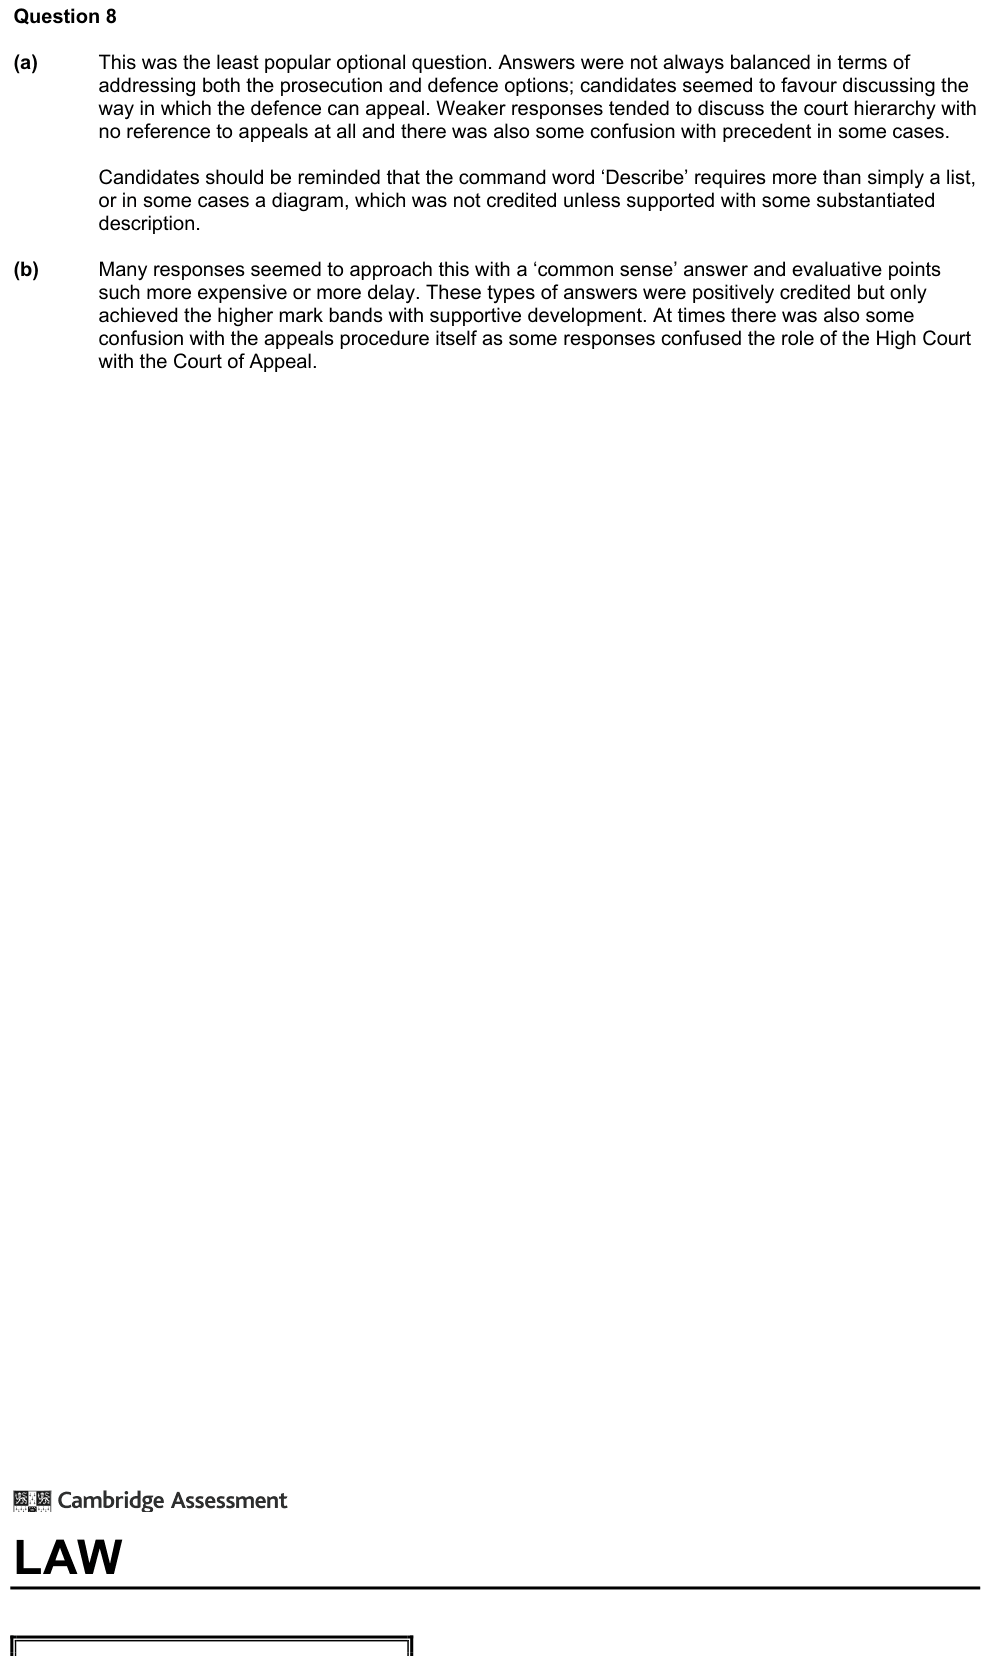 Question 8
(a) This was the least popular optional question. Answers were not always balanced in terms of
addressing both the prosecution and defence options; candidates seemed to favour discussing the
way in which the defence can appeal. Weaker responses tended to discuss the court hierarchy with
no reference to appeals at all and there was also some confusion with precedent in some cases.
Candidates should be reminded that the command word ‘Describe’ requires more than simply a list,
or in some cases a diagram, which was not credited unless supported with some substantiated
description.
(b) Many responses seemed to approach this with a ‘common sense’ answer and evaluative points
such more expensive or more delay. These types of answers were positively credited but only
achieved the higher mark bands with supportive development. At times there was also some
confusion with the appeals procedure itself as some responses confused the role of the High Court
with the Court of Appeal.
Cambridge Assessment
LAW